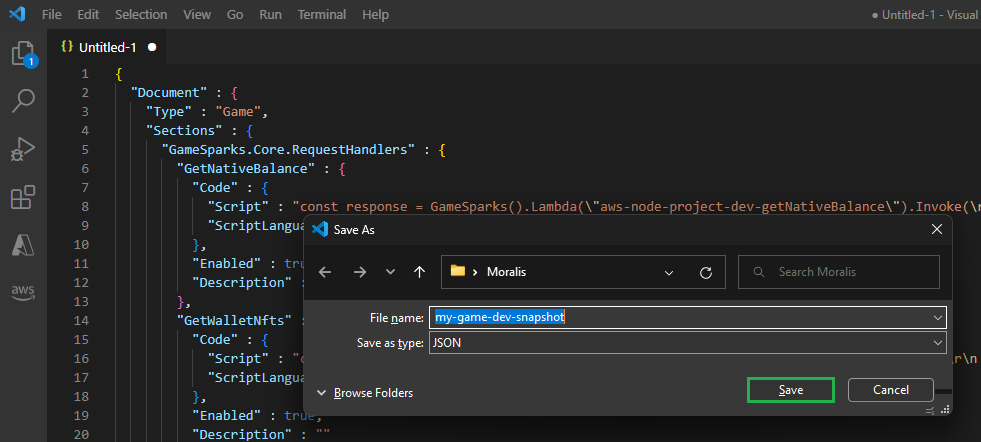 File Edit Selection View Go Run Terminal Help
● Untitled-1 - Visual
1
{} Untitled-1 ●
1 {
2 "Document" : {
3 "Type" : "Game",
4 "Sections" : {
5 "GameSparks.Core.RequestHandlers" : {
6 "GetNativeBalance" : {
7 "Code" : {
8 "Script" : "const response = GameSparks().Lambda(\"aws-node-project-dev-getNativeBalance\").Invoke(\r
9 "ScriptLangua
10 },
11 "Enabled" : tru
12 "Description" :
13 },
14 "GetWalletNfts" :
15 "Code" : {
16 "Script" : "c \r\n
17 "ScriptLangua
18 },
19 "Enabled" : true,
20 "Description" : ""
aws
Save As
Moralis
Search Moralis
File name: my-game-dev-snapshot
Save as type: JSON
Browse Folders
Save Cancel